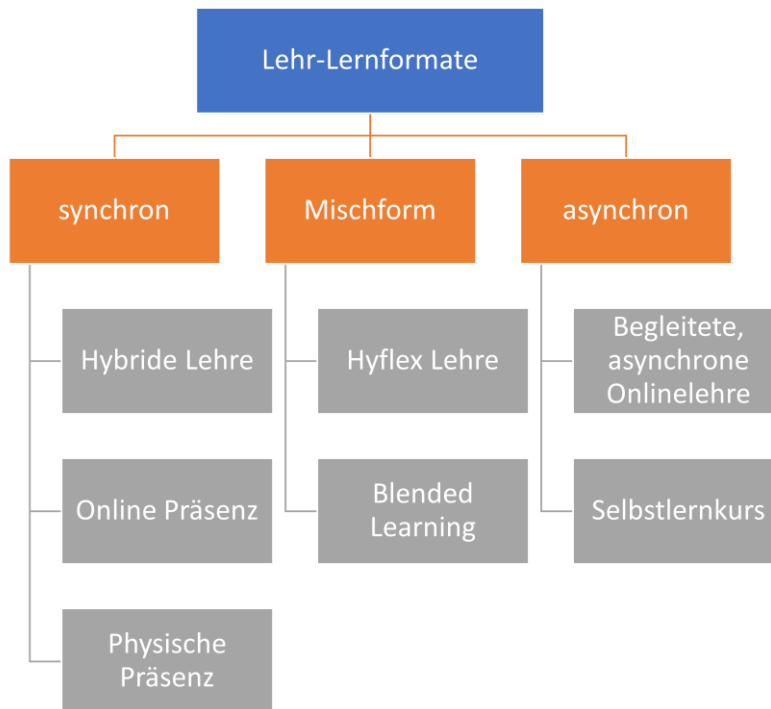 Lehr-Lernformate
synchron
Mischform
asynchron
Hybride Lehre
Hyflex Lehre
Begleitete,
asynchrone
Onlinelehre
Online Präsenz
Blended
Learning
Selbstlernkurs
Physische
Präsenz